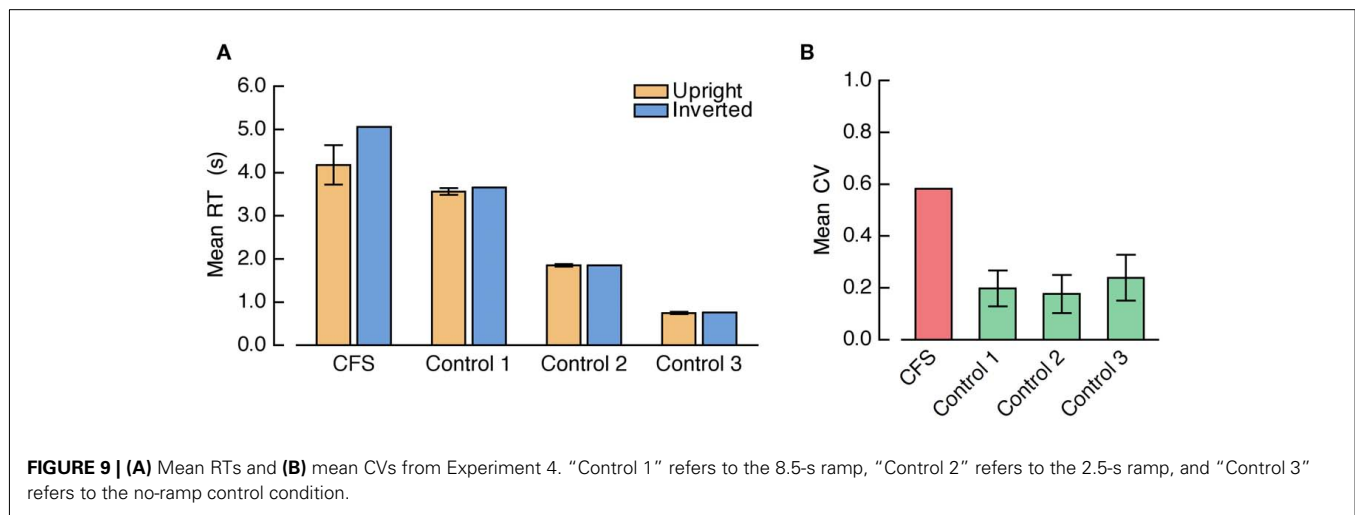 A
Mean RT (s)
6.0
5.0
4.0
3.0
2.0
1.0
0.0
Upright
Inverted
CFS Control 1 Control 2 Control 3
B
Mean CV
1.0
0.8
0.6
0.4
0.2
0.0
CFS
Control 1
Control 2
Control 3
FIGURE 9 | (A) Mean RTs and (B) mean CVs from Experiment 4. “Control 1” refers to the 8.5-s ramp, “Control 2” refers to the 2.5-s ramp, and “Control 3”
refers to the no-ramp control condition.